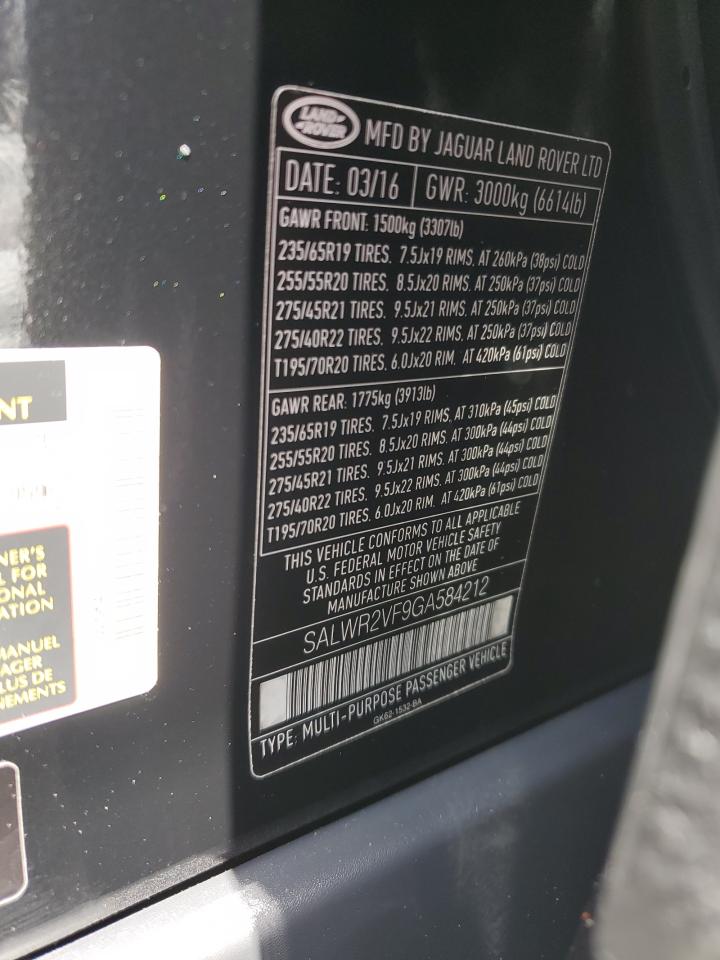 LAND ROVER
MFD BY JAGUAR LAND ROVER LTD
DATE: 03/16 GWR: 3000kg (6614lb)
GAWR FRONT: 1500kg (3307lb)
235/65R19 TIRES. 7.5Jx19 RIMS, AT 260kPa (38psi) COLD
255/55R20 TIRES. 8.5Jx20 RIMS, AT 250kPa (37psi) COLD
275/45R21 TIRES. 9.5Jx21 RIMS, AT 250kPa (37psi) COLD
275/40R22 TIRES. 9.5Jx22 RIMS, AT 250kPa (37psi) COLD
T195/70R20 TIRES. 6.0Jx20 RIM. AT 420kPa (61psi) COLD
GAWR REAR: 1775kg (3913lb)
235/65R19 TIRES. 7.5Jx19 RIMS, AT 310kPa (45psi) COLD
255/55R20 TIRES. 8.5Jx20 RIMS, AT 300kPa (44psi) COLD
275/45R21 TIRES. 9.5Jx21 RIMS, AT 300kPa (44psi) COLD
275/40R22 TIRES. 9.5Jx22 RIMS, AT 300kPa (44psi) COLD
T195/70R20 TIRES. 6.0Jx20 RIM. AT 420kPa (61psi) COLD
THIS VEHICLE CONFORMS TO ALL APPLICABLE
U.S. FEDERAL MOTOR VEHICLE SAFETY
STANDARDS IN EFFECT ON THE DATE OF
MANUFACTURE SHOWN ABOVE
SALWR2VF9GA584212
TYPE: MULTI-PURPOSE PASSENGER VEHICLE
GK62-1532-BA
NT
NER'S
L FOR
ONAL
ATION
MANUEL
AGER
LUS DE
NEMENTS